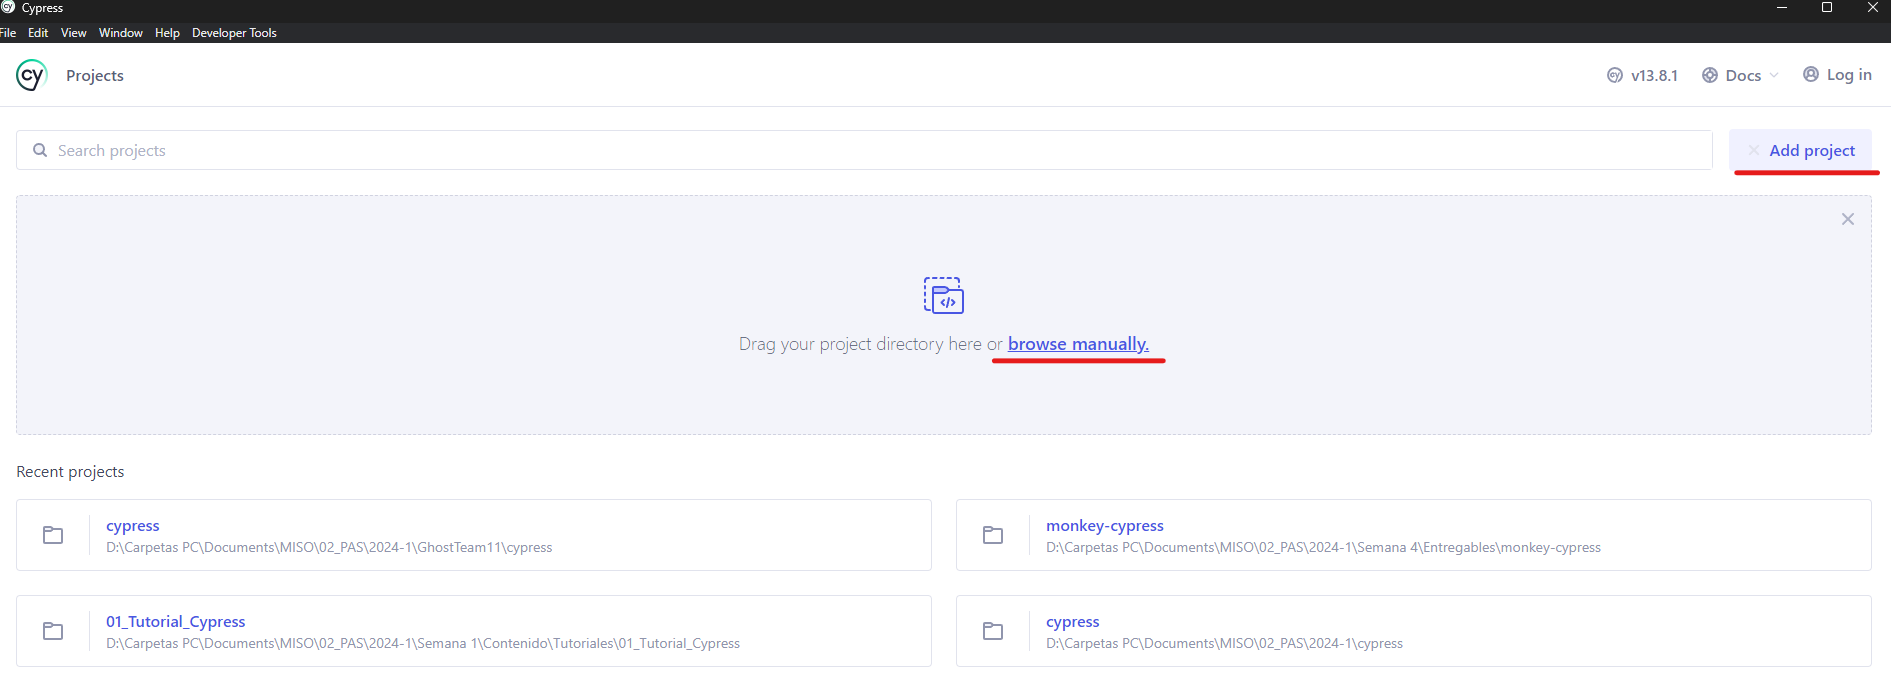 cy Cypress
File Edit View Window Help Developer Tools
cy Projects
cy v13.8.1 Docs Log in
Search projects
Add project
</>
Drag your project directory here or browse manually.
Recent projects
cypress
D:\Carpetas PC\Documents\MISO\02_PAS\2024-1\GhostTeam11\cypress
monkey-cypress
D:\Carpetas PC\Documents\MISO\02_PAS\2024-1\Semana 4\Entregables\monkey-cypress
01_Tutorial_Cypress
D:\Carpetas PC\Documents\MISO\02_PAS\2024-1\Semana 1\Contenido\Tutoriales\01_Tutorial_Cypress
cypress
D:\Carpetas PC\Documents\MISO\02_PAS\2024-1\cypress